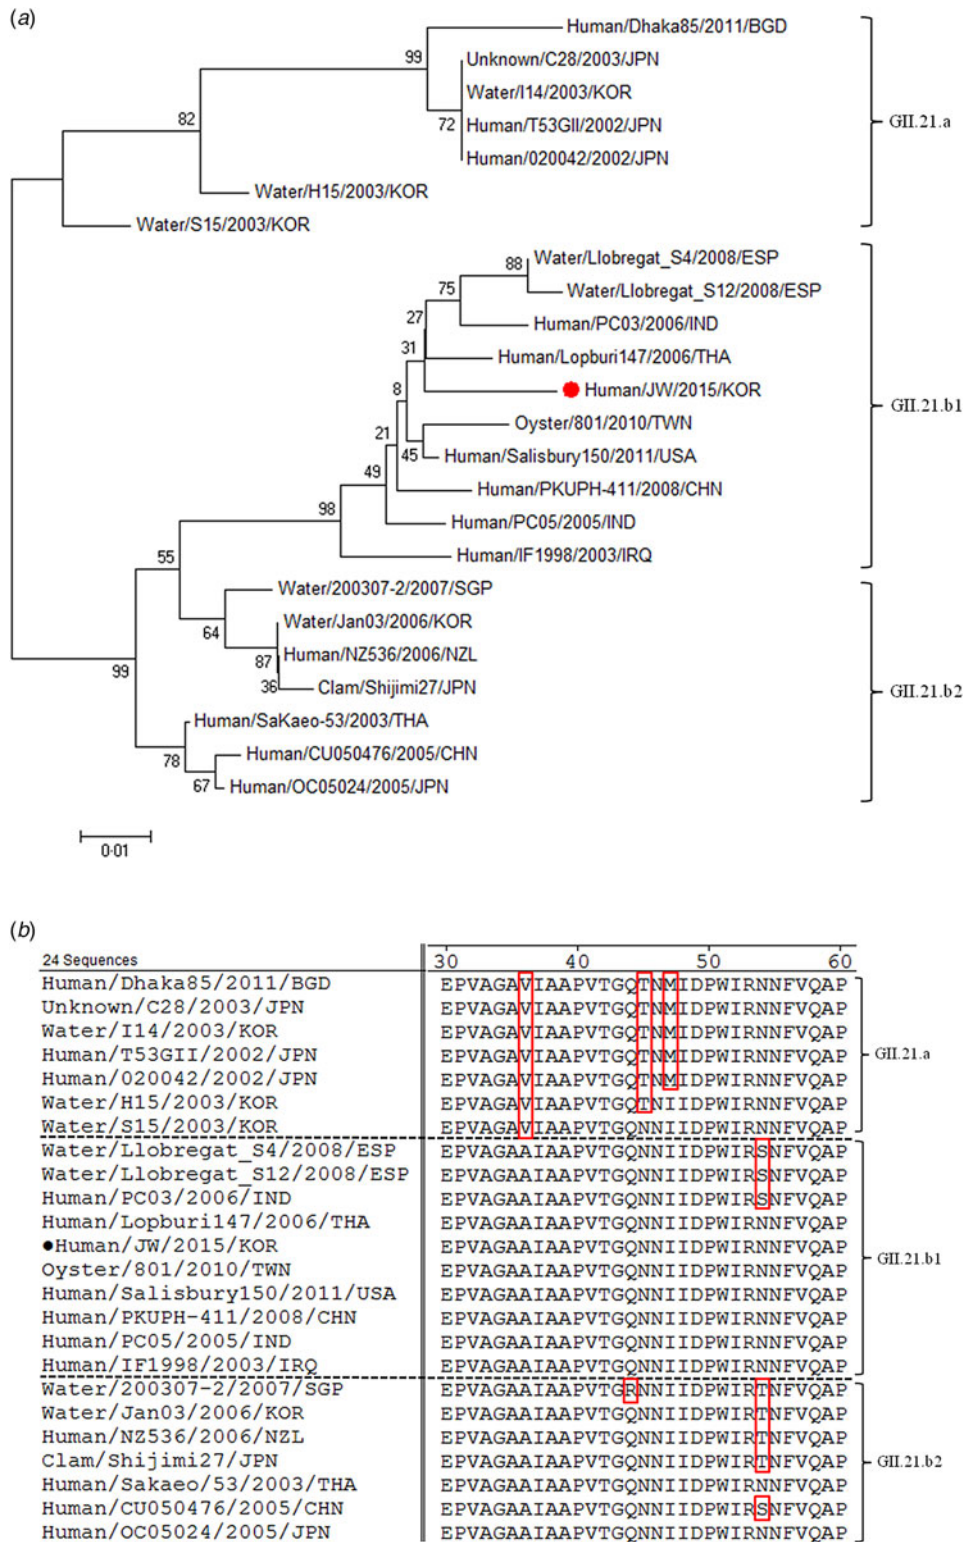 (a)
Human/Dhaka85/2011/BGD
99
Unknown/C28/2003/JPN
Water/I14/2003/KOR
82
72
Human/T53GII/2002/JPN
GII.21.a
Human/020042/2002/JPN
Water/H15/2003/KOR
Water/S15/2003/KOR
88
Water/Llobregat_S4/2008/ESP
75
Water/Llobregat_S12/2008/ESP
27
Human/PC03/2006/IND
31
Human/Lopburi147/2006/THA
8
Human/JW/2015/KOR
GII.21.b1
21
Oyster/801/2010/TWN
45
Human/Salisbury150/2011/USA
49
Human/PKUPH-411/2008/CHN
98
Human/PC05/2005/IND
55
Human/IF1998/2003/IRQ
Water/200307-2/2007/SGP
64
Water/Jan03/2006/KOR
87
Human/NZ536/2006/NZL
99
36
Clam/Shijimi27/JPN
GII.21.b2
Human/SaKaeo-53/2003/THA
78
Human/CU050476/2005/CHN
67
Human/OC05024/2005/JPN
0·01
(b)
24 Sequences 30 40 50 60
Human/Dhaka85/2011/BGD EPVAGAVIAAPVTGQTNMIDPWIRNNFVQAP
Unknown/C28/2003/JPN EPVAGAVIAAPVTGQTNMIDPWIRNNFVQAP
Water/I14/2003/KOR EPVAGAVIAAPVTGQTNMIDPWIRNNFVQAP
Human/T53GII/2002/JPN EPVAGAVIAAPVTGQTNMIDPWIRNNFVQAP GII.21.a
Human/020042/2002/JPN EPVAGAVIAAPVTGQTNMIDPWIRNNFVQAP
Water/H15/2003/KOR EPVAGAVIAAPVTGQTNIIDPWIRNNFVQAP
Water/S15/2003/KOR EPVAGAVIAAPVTGQNNIIDPWIRNNFVQAP
Water/Llobregat_S4/2008/ESP EPVAGAAIAAPVTGQNNIIDPWIRSNFVQAP
Water/Llobregat_S12/2008/ESP EPVAGAAIAAPVTGQNNIIDPWIRSNFVQAP
Human/PC03/2006/IND EPVAGAAIAAPVTGQNNIIDPWIRSNFVQAP
Human/Lopburi147/2006/THA EPVAGAAIAAPVTGQNNIIDPWIRNNFVQAP
●Human/JW/2015/KOR EPVAGAAIAAPVTGQNNIIDPWIRNNFVQAP GII.21.b1
Oyster/801/2010/TWN EPVAGAAIAAPVTGQNNIIDPWIRNNFVQAP
Human/Salisbury150/2011/USA EPVAGAAIAAPVTGQNNIIDPWIRNNFVQAP
Human/PKUPH-411/2008/CHN EPVAGAAIAAPVTGQNNIIDPWIRNNFVQAP
Human/PC05/2005/IND EPVAGAAIAAPVTGQNNIIDPWIRNNFVQAP
Human/IF1998/2003/IRQ EPVAGAAIAAPVTGQNNIIDPWIRNNFVQAP
Water/200307-2/2007/SGP EPVAGAAIAAPVTGRNNIIDPWIRTNFVQAP
Water/Jan03/2006/KOR EPVAGAAIAAPVTGQNNIIDPWIRTNFVQAP
Human/NZ536/2006/NZL EPVAGAAIAAPVTGQNNIIDPWIRTNFVQAP
Clam/Shijimi27/JPN EPVAGAAIAAPVTGQNNIIDPWIRTNFVQAP GII.21.b2
Human/Sakaeo/53/2003/THA EPVAGAAIAAPVTGQNNIIDPWIRNNFVQAP
Human/CU050476/2005/CHN EPVAGAAIAAPVTGQNNIIDPWIRSNFVQAP
Human/OC05024/2005/JPN EPVAGAAIAAPVTGQNNIIDPWIRNNFVQAP